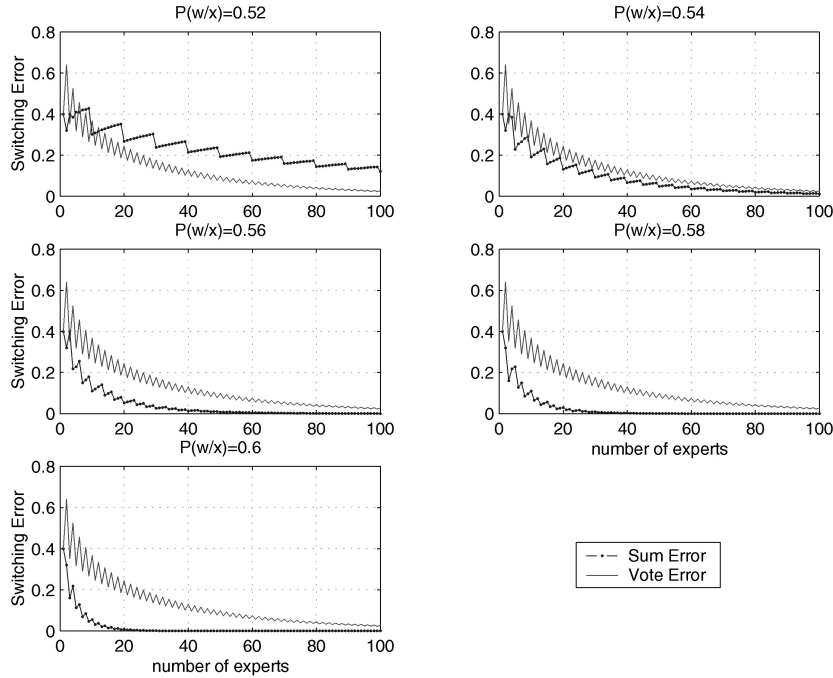 P(w/x)=0.52
Switching Error
0.8
0.6
0.4
0.2
0
0 20 40 60 80 100
P(w/x)=0.54
0.8
0.6
0.4
0.2
0
0 20 40 60 80 100
P(w/x)=0.56
Switching Error
0.8
0.6
0.4
0.2
0
0 20 40 60 80 100
P(w/x)=0.58
0.8
0.6
0.4
0.2
0
0 20 40 60 80 100
number of experts
P(w/x)=0.6
Switching Error
0.8
0.6
0.4
0.2
0
0 20 40 60 80 100
number of experts
Sum Error
Vote Error